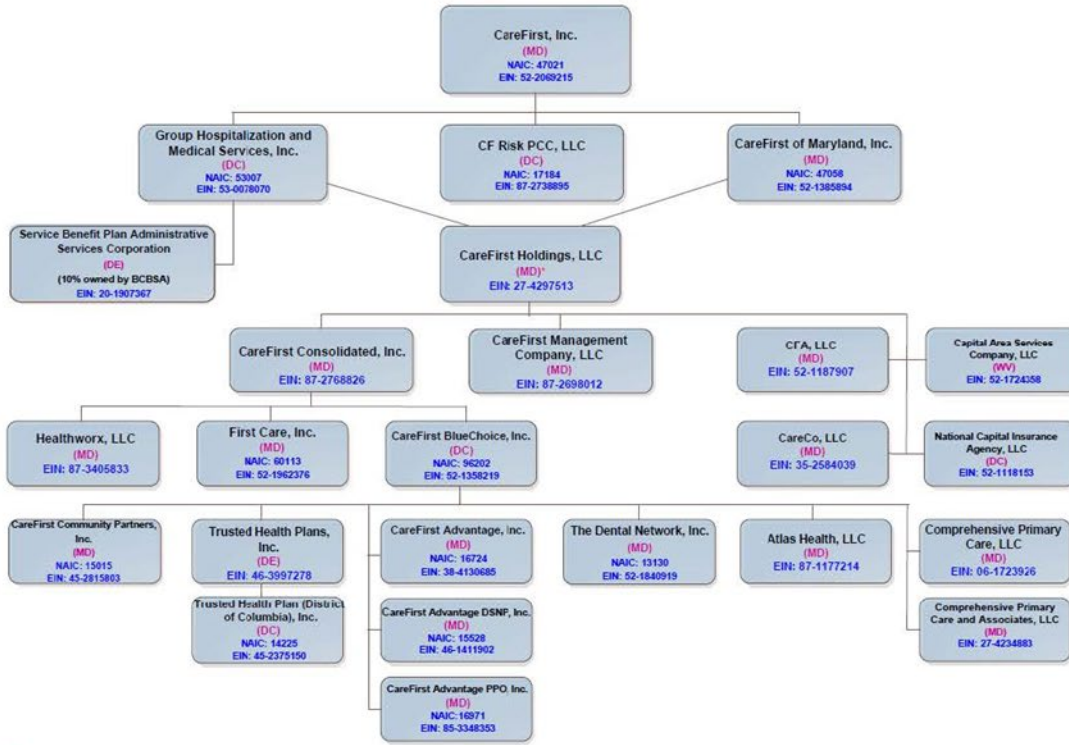 CareFirst, Inc.
(MD)
NAIC: 47021
EIN: 52-2069215
Group Hospitalization and
Medical Services, Inc.
(DC)
NAIC: 53007
EIN: 53-0078070
CF Risk PCC, LLC
(DC)
NAIC: 17184
EIN: 87-2738895
CareFirst of Maryland, Inc.
(MD)
NAIC: 47058
EIN: 52-1385894
Service Benefit Plan Administrative
Services Corporation
(DE)
(10% owned by BCBSA)
EIN: 20-1907367
CareFirst Holdings, LLC
(MD)*
EIN: 27-4297513
CareFirst Consolidated, Inc.
(MD)
EIN: 87-2768826
CareFirst Management
Company, LLC
(MD)
EIN: 87-2698012
CFA, LLC
(MD)
EIN: 52-1187907
Capital Area Services
Company, LLC
(WV)
EIN: 52-1724358
Healthworx, LLC
(MD)
EIN: 87-3405833
First Care, Inc.
(MD)
NAIC: 60113
EIN: 52-1962376
CareFirst BlueChoice, Inc.
(DC)
NAIC: 96202
EIN: 52-1358219
CareCo, LLC
(MD)
EIN: 35-2584039
National Capital Insurance
Agency, LLC
(DC)
EIN: 52-1118153
CareFirst Community Partners,
Inc.
(MD)
NAIC: 15015
EIN: 45-2815803
Trusted Health Plans,
Inc.
(DE)
EIN: 46-3997278
CareFirst Advantage, Inc.
(MD)
NAIC: 16724
EIN: 38-4130685
The Dental Network, Inc.
(MD)
NAIC: 13130
EIN: 52-1840919
Atlas Health, LLC
(MD)
EIN: 87-1177214
Comprehensive Primary
Care, LLC
(MD)
EIN: 06-1723926
Trusted Health Plan (District
of Columbia), Inc.
(DC)
NAIC: 14225
EIN: 45-2375150
CareFirst Advantage DSNP, Inc.
(MD)
NAIC: 15528
EIN: 46-1411902
Comprehensive Primary
Care and Associates, LLC
(MD)
EIN: 27-4234883
CareFirst Advantage PPO, Inc.
(MD)
NAIC:16971
EIN: 85-3348353